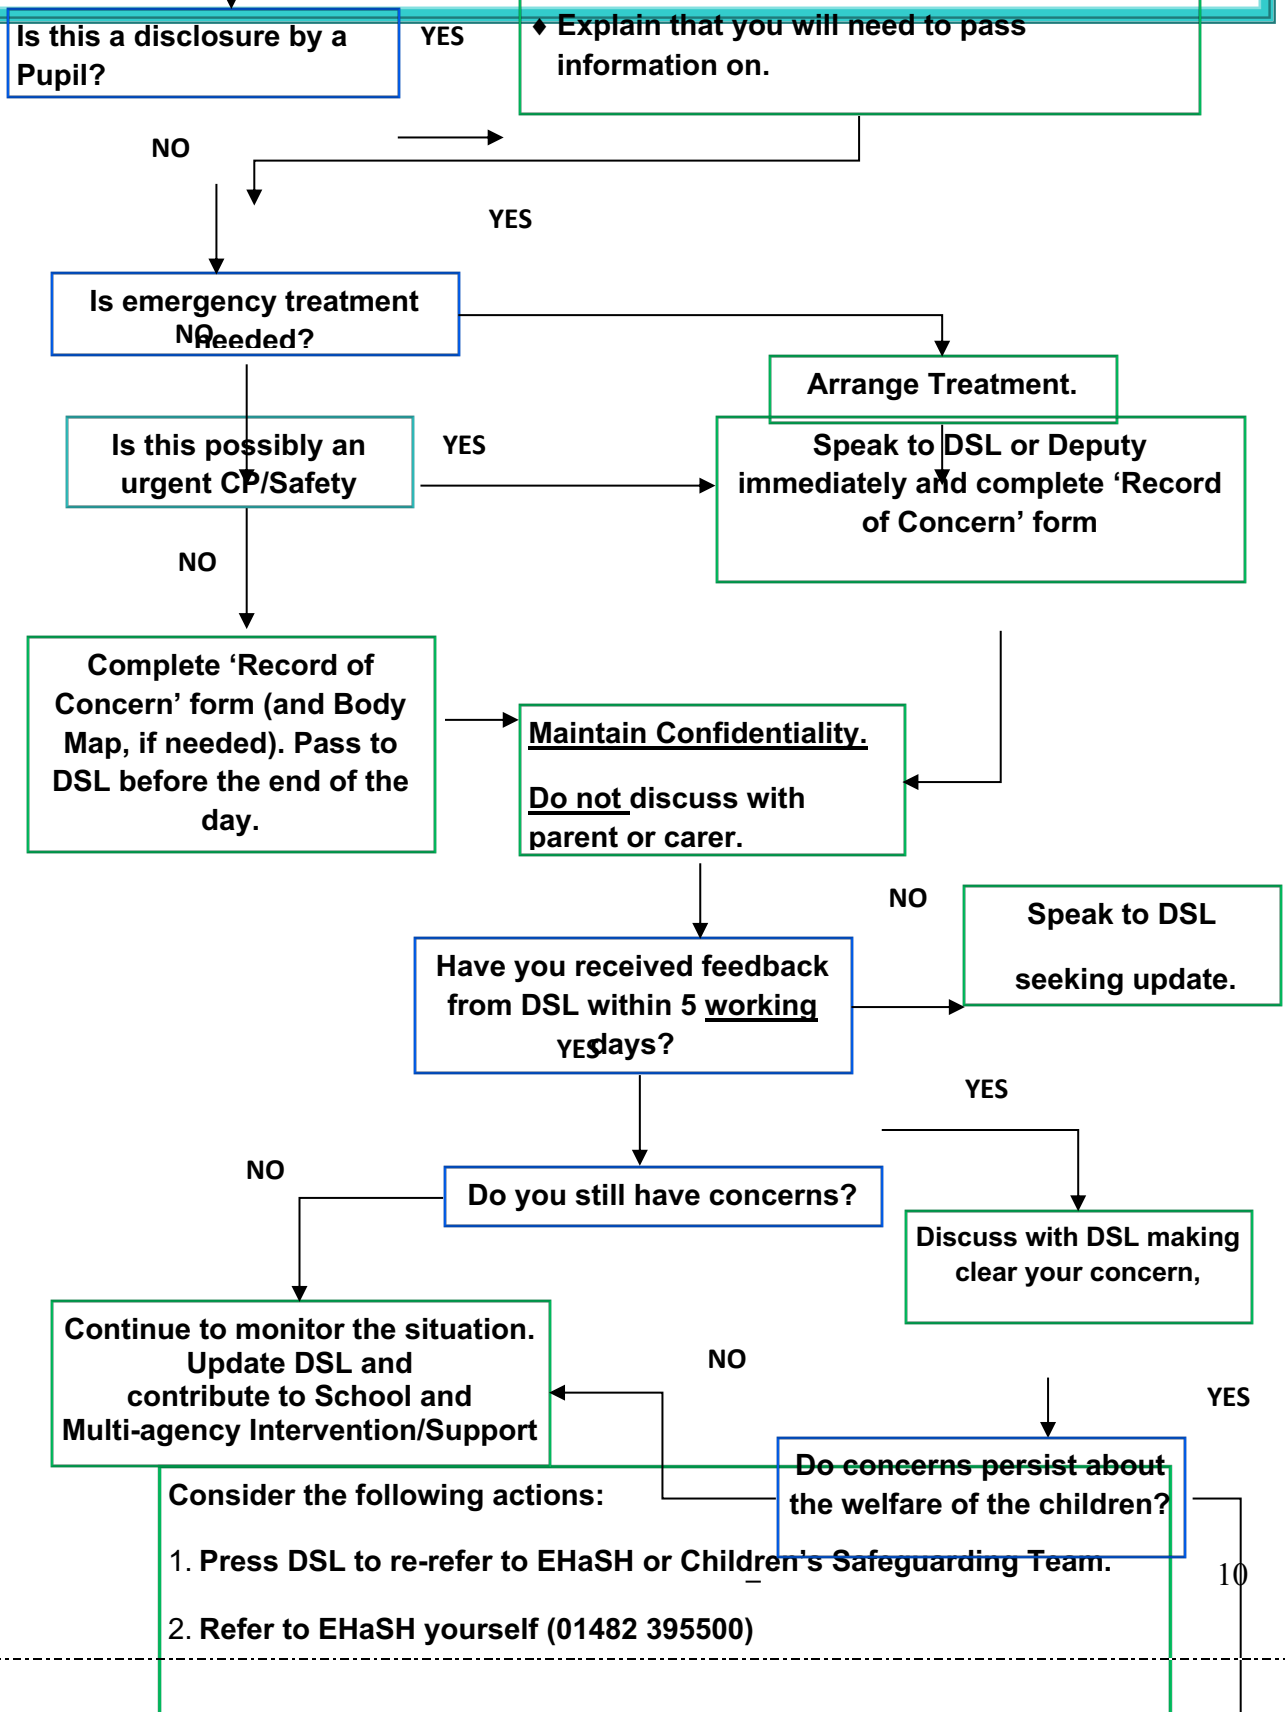 Is this a disclosure by a
Pupil?
YES
♦ Explain that you will need to pass
information on.
NO
YES
Is emergency treatment
needed?
NO
Arrange Treatment.
Is this possibly an
urgent CP/Safety
YES
Speak to DSL or Deputy
immediately and complete ‘Record
of Concern’ form
NO
Complete ‘Record of
Concern’ form (and Body
Map, if needed). Pass to
DSL before the end of the
day.
Maintain Confidentiality.
Do not discuss with
parent or carer.
NO
Speak to DSL
seeking update.
Have you received feedback
from DSL within 5 working
days?
YES
YES
NO
Do you still have concerns?
Discuss with DSL making
clear your concern,
Continue to monitor the situation.
Update DSL and
contribute to School and
Multi-agency Intervention/Support
NO
YES
Do concerns persist about
the welfare of the children?
Consider the following actions:
1. Press DSL to re-refer to EHaSH or Children’s Safeguarding Team.
10
2. Refer to EHaSH yourself (01482 395500)